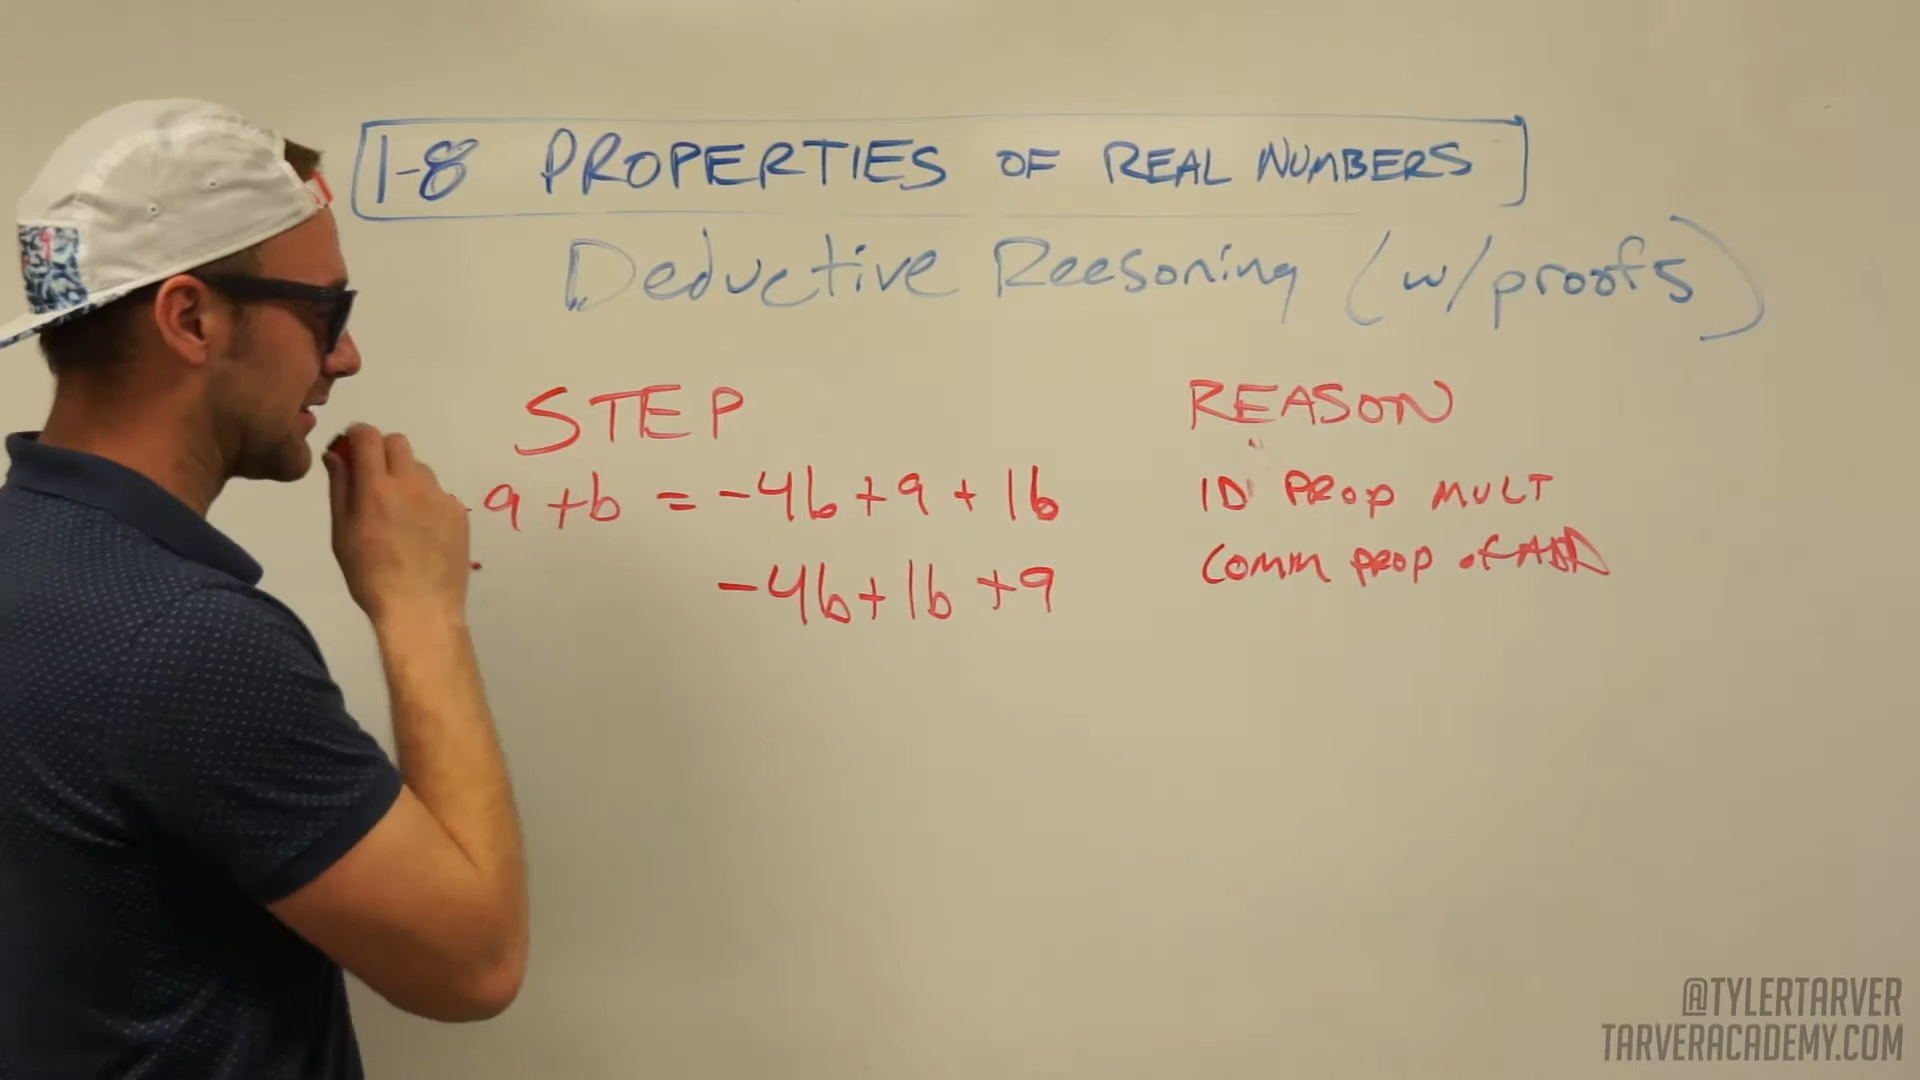 1-8 PROPERTIES OF REAL NUMBERS
Deductive Reesoning (w/proofs)
STEP
REASON
9 + b = -4b + 9 + 1b
ID PROP MULT
-4b + 1b + 9
COMM PROP of ADD
@TYLERTARVER
TARVERACADEMY.COM